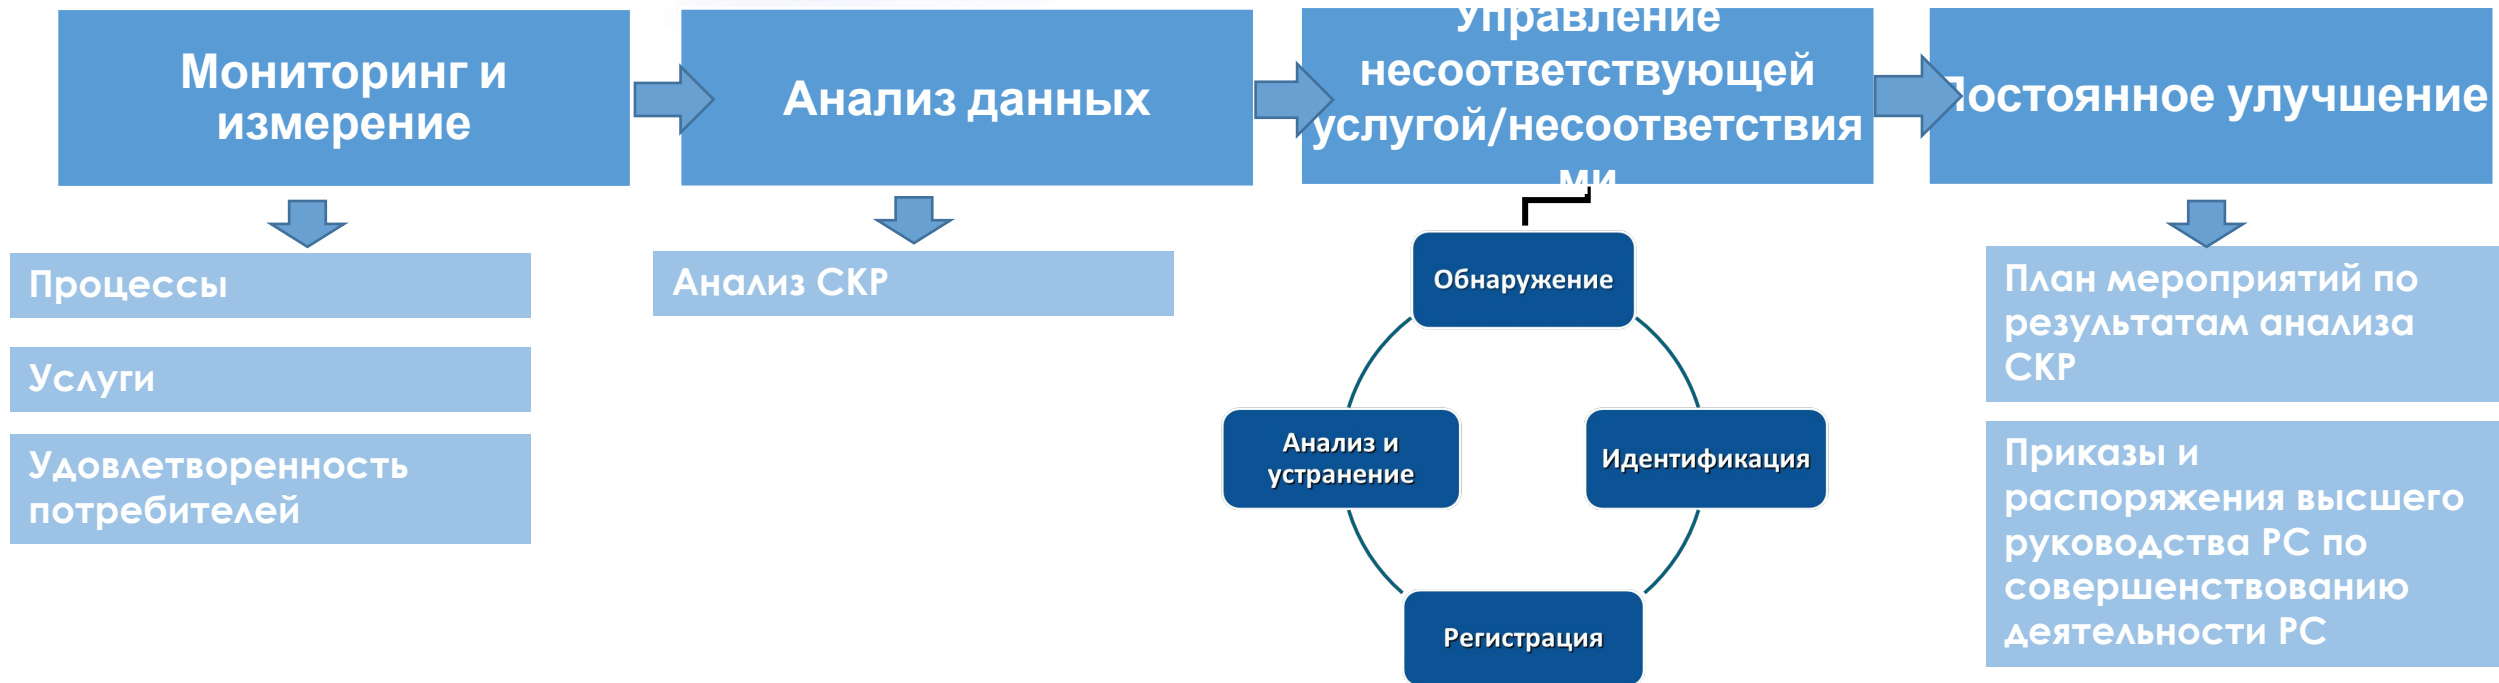 Мониторинг и
измерение
Анализ данных
управление
несоответствующей
услугой/несоответствия
ми
Постоянное улучшение
Процессы
Услуги
Удовлетворенность
потребителей
Анализ СКР
Обнаружение
Идентификация
Регистрация
Анализ и
устранение
План мероприятий по
результатам анализа
СКР
Приказы и
распоряжения высшего
руководства РС по
совершенствованию
деятельности РС